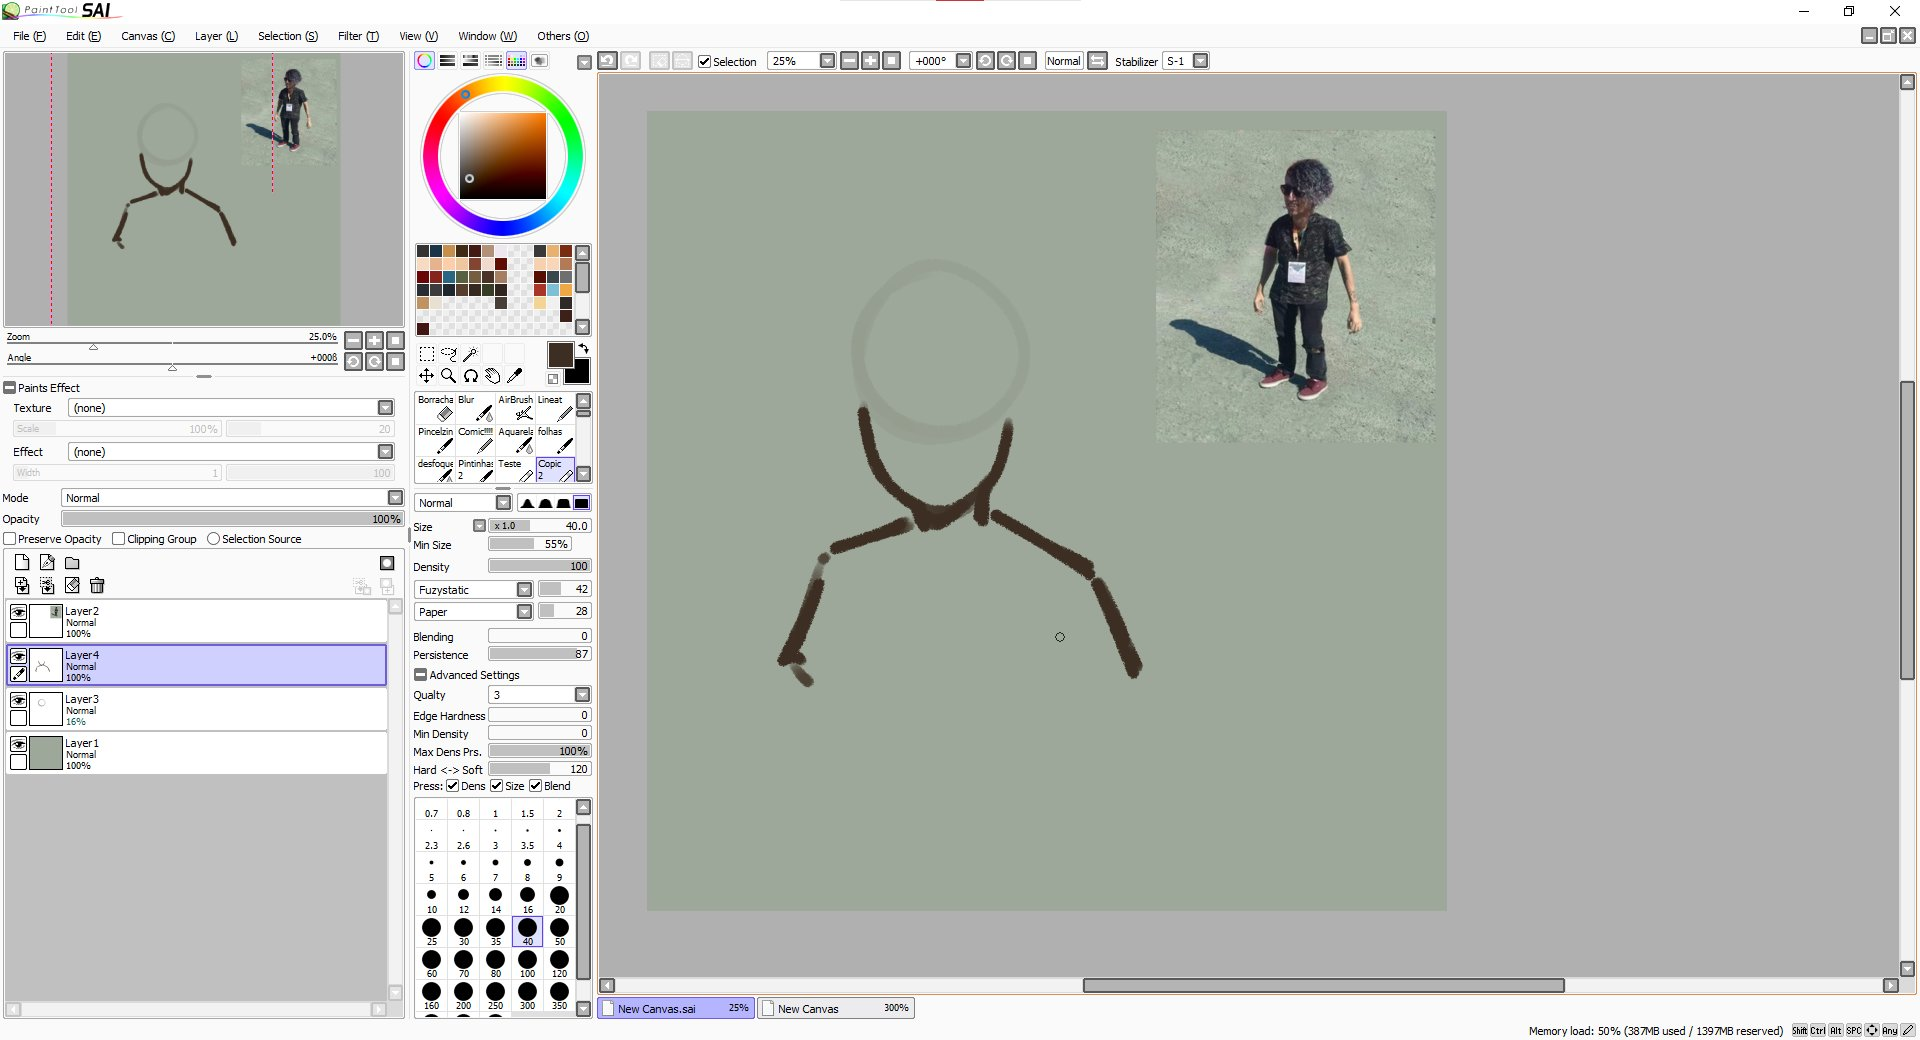 PaintTool SAI
File (F) Edit (E) Canvas (C) Layer (L) Selection (S) Filter (T) View (V) Window (W) Others (O)
Selection 25% +000° Normal Stabilizer S-1
Zoom 25.0%
Angle +000ß
Paints Effect
Texture (none)
Scale 100% 20
Effect (none)
Width 1 100
Mode Normal
Opacity 100%
Preserve Opacity Clipping Group Selection Source
Layer2
Normal
100%
Layer4
Normal
100%
Layer3
Normal
16%
Layer1
Normal
100%
Borracha Blur AirBrush Lineat
Pincelzin Comic!!!! Aquarela folhas
desfoque Pintinhas 2 Teste Copic 2
Normal
Size x 1.0 40.0
Min Size 55%
Density 100
Fuzystatic 42
Paper 28
Blending 0
Persistence 87
Advanced Settings
Qualty 3
Edge Hardness 0
Min Density 0
Max Dens Prs. 100%
Hard <-> Soft 120
Press: Dens Size Blend
0.7 0.8 1 1.5 2
2.3 2.6 3 3.5 4
5 6 7 8 9
10 12 14 16 20
25 30 35 40 50
60 70 80 100 120
160 200 250 300 350
New Canvas.sai 25% New Canvas 300%
Memory load: 50% (387MB used / 1397MB reserved) Shift Ctrl Alt SPC Any